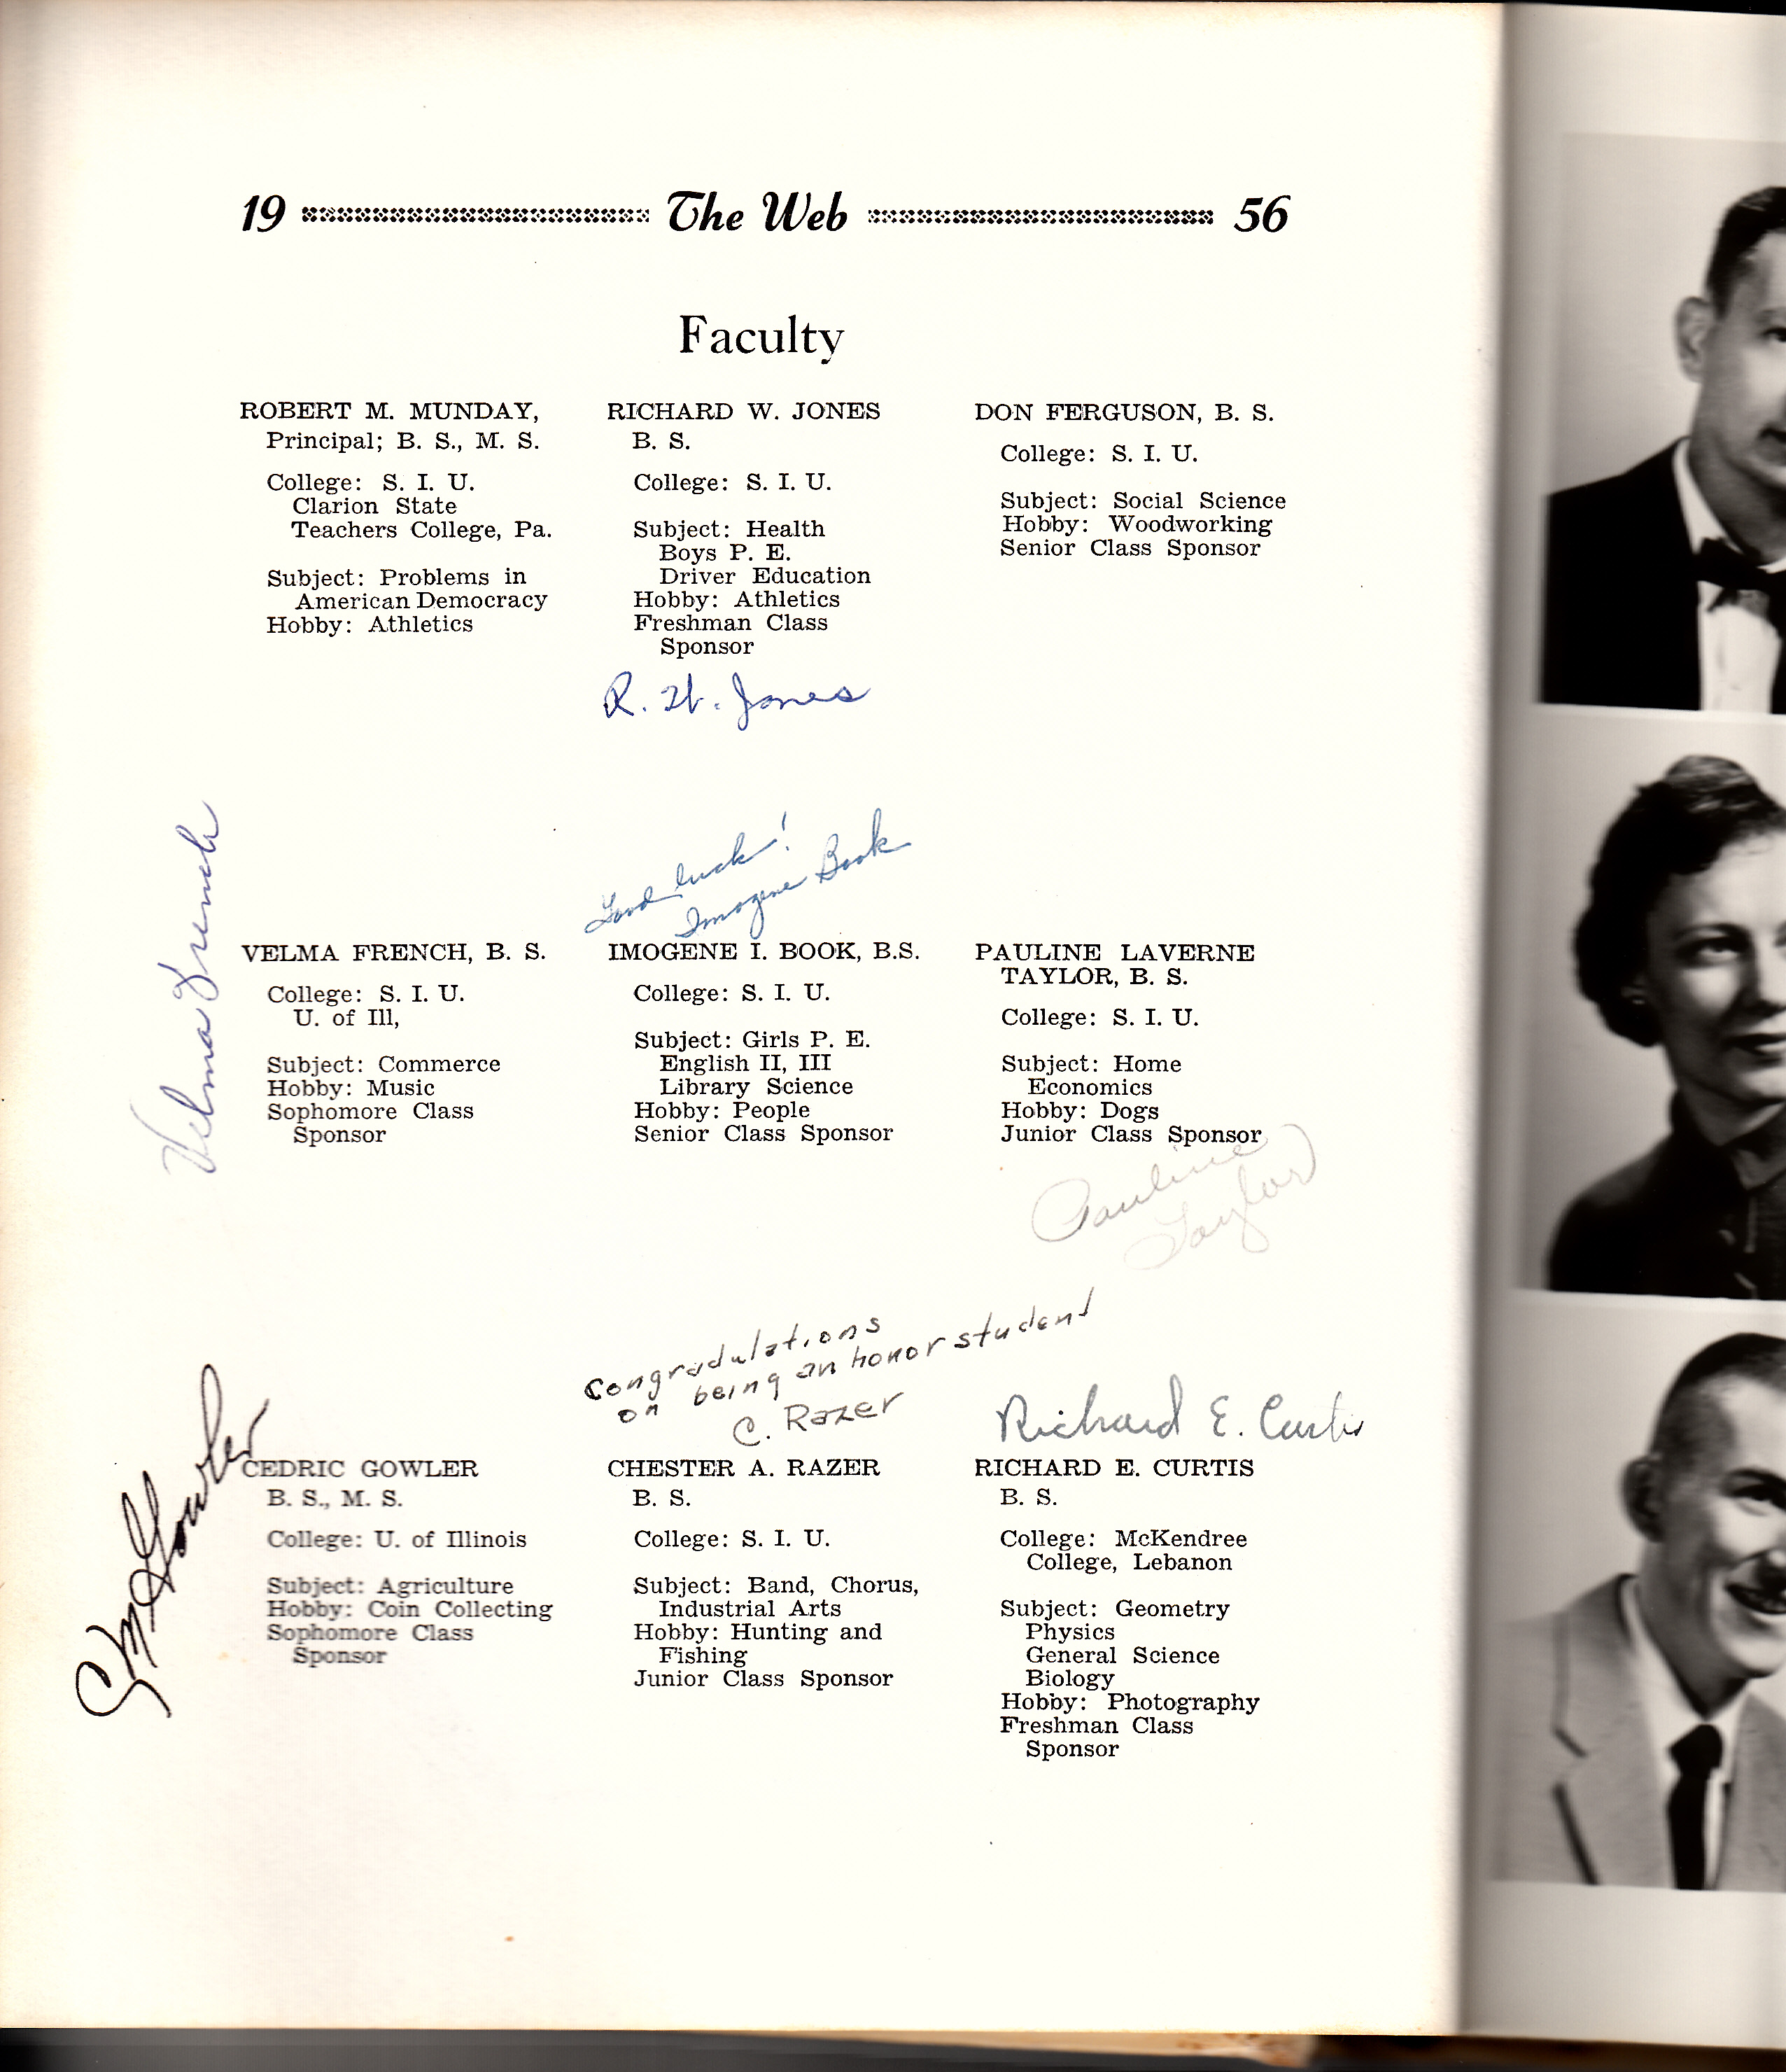 19 The Web 56
Faculty
ROBERT M. MUNDAY,
Principal; B. S., M. S.
College: S. I. U.
Clarion State
Teachers College, Pa.
Subject: Problems in
American Democracy
Hobby: Athletics
RICHARD W. JONES
B. S.
College: S. I. U.
Subject: Health
Boys P. E.
Driver Education
Hobby: Athletics
Freshman Class
Sponsor
R. W. Jones
DON FERGUSON, B. S.
College: S. I. U.
Subject: Social Science
Hobby: Woodworking
Senior Class Sponsor
Velma French
VELMA FRENCH, B. S.
College: S. I. U.
U. of Ill,
Subject: Commerce
Hobby: Music
Sophomore Class
Sponsor
Good luck!
Imogene Book
IMOGENE I. BOOK, B.S.
College: S. I. U.
Subject: Girls P. E.
English II, III
Library Science
Hobby: People
Senior Class Sponsor
PAULINE LAVERNE
TAYLOR, B. S.
College: S. I. U.
Subject: Home
Economics
Hobby: Dogs
Junior Class Sponsor
Pauline
Taylor
CM Gowler
CEDRIC GOWLER
B. S., M. S.
College: U. of Illinois
Subject: Agriculture
Hobby: Coin Collecting
Sophomore Class
Sponsor
Congradulations
on being an honor student
C. Razer
CHESTER A. RAZER
B. S.
College: S. I. U.
Subject: Band, Chorus,
Industrial Arts
Hobby: Hunting and
Fishing
Junior Class Sponsor
Richard E. Curtis
RICHARD E. CURTIS
B. S.
College: McKendree
College, Lebanon
Subject: Geometry
Physics
General Science
Biology
Hobby: Photography
Freshman Class
Sponsor